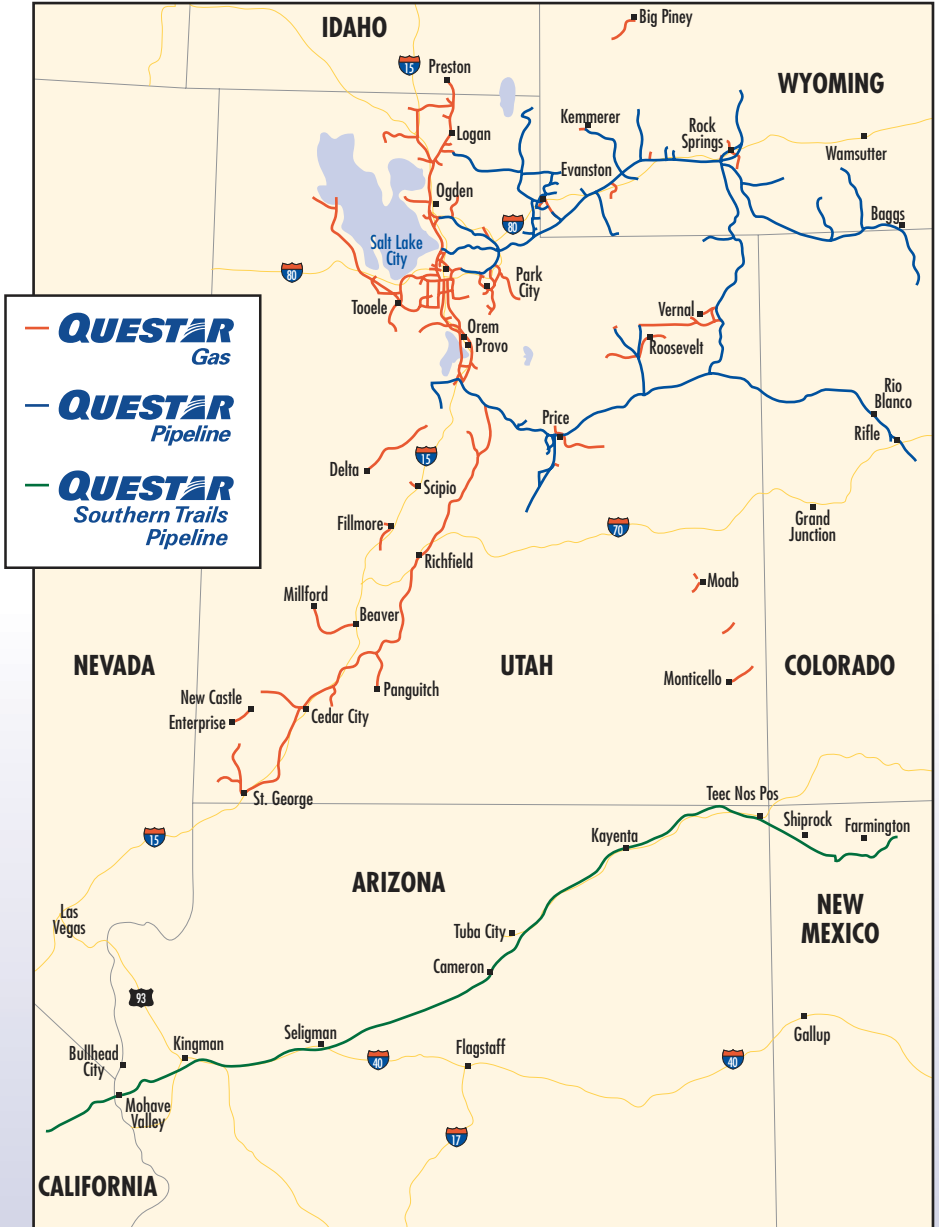 IDAHO
Big Piney
15
Preston
WYOMING
Kemmerer
Rock
Springs
Logan
Wamsutter
Evanston
Ogden
80
Baggs
Salt Lake
City
80
Park
City
Tooele
Vernal
Orem
Provo
Roosevelt
QUESTAR
Gas
QUESTAR
Pipeline
QUESTAR
Southern Trails
Pipeline
Rio
Blanco
Price
Rifle
15
Delta
Scipio
Fillmore
70
Grand
Junction
Richfield
Moab
Millford
Beaver
NEVADA
UTAH
COLORADO
Monticello
Panguitch
New Castle
Enterprise
Cedar City
St. George
Teec Nos Pos
Shiprock
Farmington
15
Kayenta
ARIZONA
NEW
MEXICO
Las
Vegas
Tuba City
Cameron
93
Gallup
Seligman
Kingman
Bullhead
City
40
Flagstaff
40
Mohave
Valley
17
CALIFORNIA